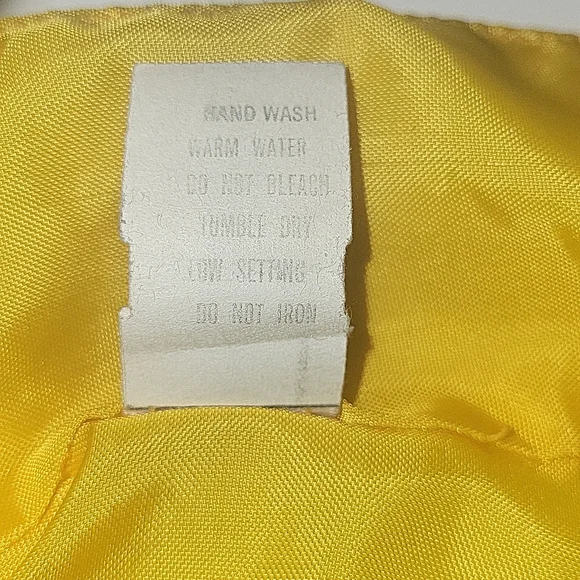 HAND WASH
WARM WATER
DO NOT BLEACH
TUMBLE DRY
LOW SETTING
DO NOT IRON